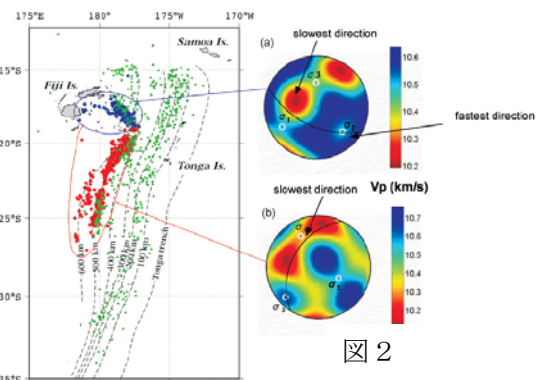 175°E
180°
175°W
170°W
Samoa Is.
Fiji Is.
Tonga Is.
15°S
20°S
25°S
30°S
35°S
600 km
500 km
400 km
300 km
200 km
100 km
Tonga trench
(a)
slowest direction
fastest direction
σ3
σ1
10.6
10.5
10.4
10.3
10.2
Vp (km/s)
(b)
slowest direction
σ1
σ3
10.7
10.6
10.5
10.4
10.3
10.2
図2